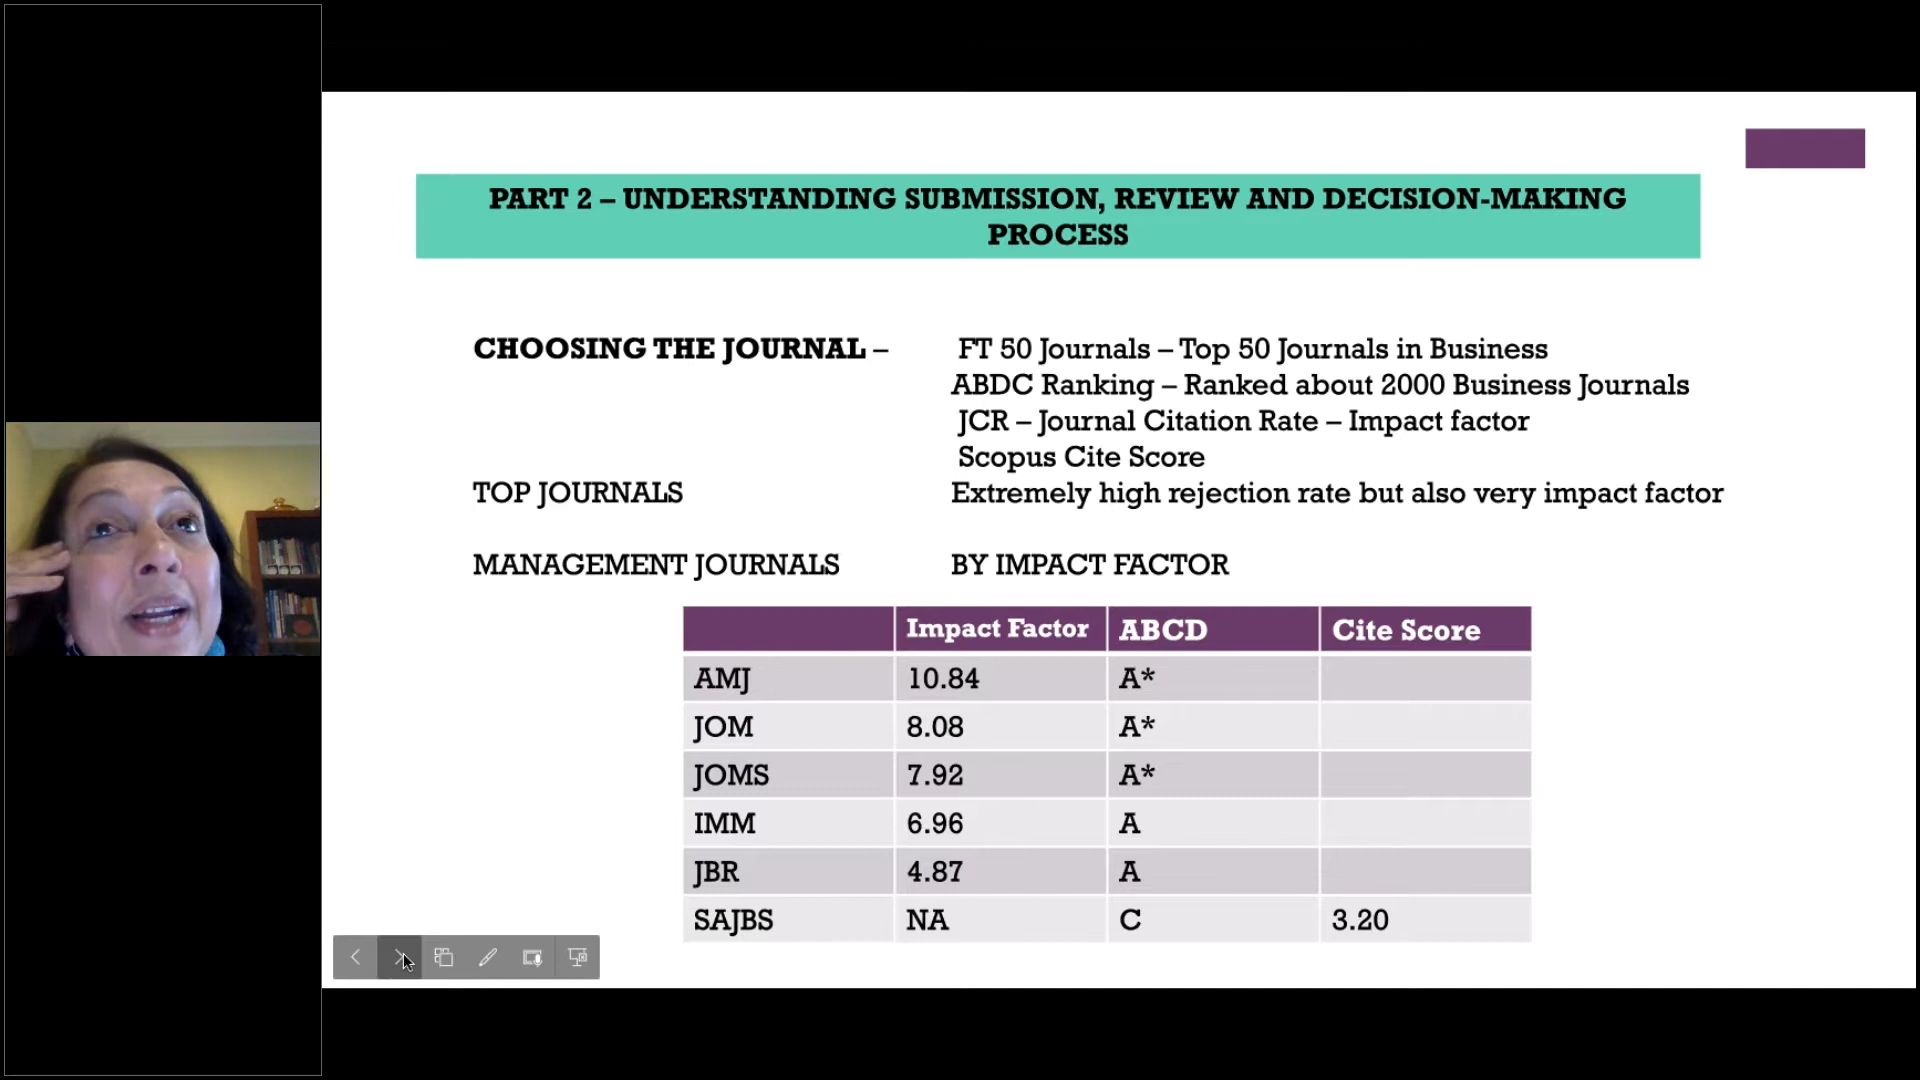 PART 2 – UNDERSTANDING SUBMISSION, REVIEW AND DECISION-MAKING
PROCESS
CHOOSING THE JOURNAL – FT 50 Journals – Top 50 Journals in Business
ABDC Ranking – Ranked about 2000 Business Journals
JCR – Journal Citation Rate – Impact factor
Scopus Cite Score
TOP JOURNALS Extremely high rejection rate but also very impact factor
MANAGEMENT JOURNALS BY IMPACT FACTOR
Impact Factor ABCD Cite Score
AMJ 10.84 A*
JOM 8.08 A*
JOMS 7.92 A*
IMM 6.96 A
JBR 4.87 A
SAJBS NA C 3.20